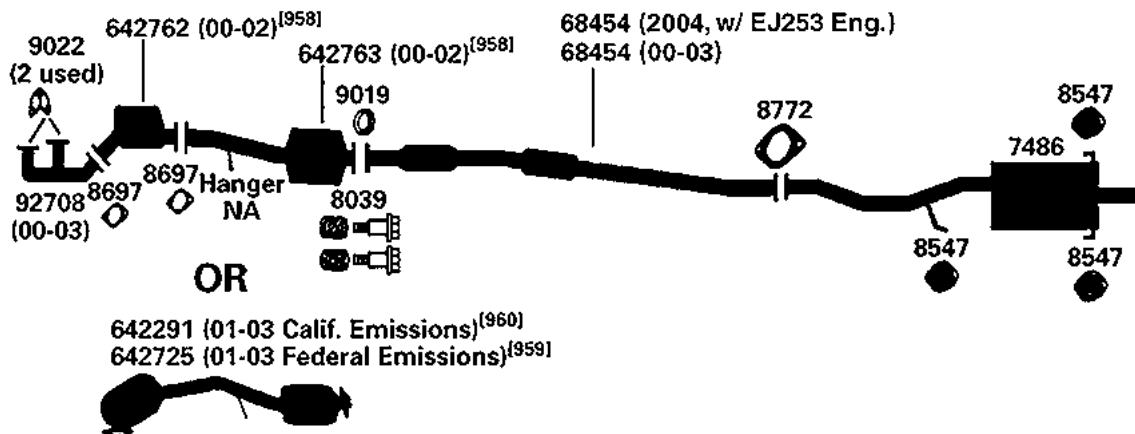 642762 (00-02)[958]
9022
(2 used)
642763 (00-02)[958]
9019
68454 (2004, w/ EJ253 Eng.)
68454 (00-03)
8772
8547
7486
92708
(00-03)
8697
8697
Hanger
NA
8039
8547
8547
OR
642291 (01-03 Calif. Emissions)[960]
642725 (01-03 Federal Emissions)[959]